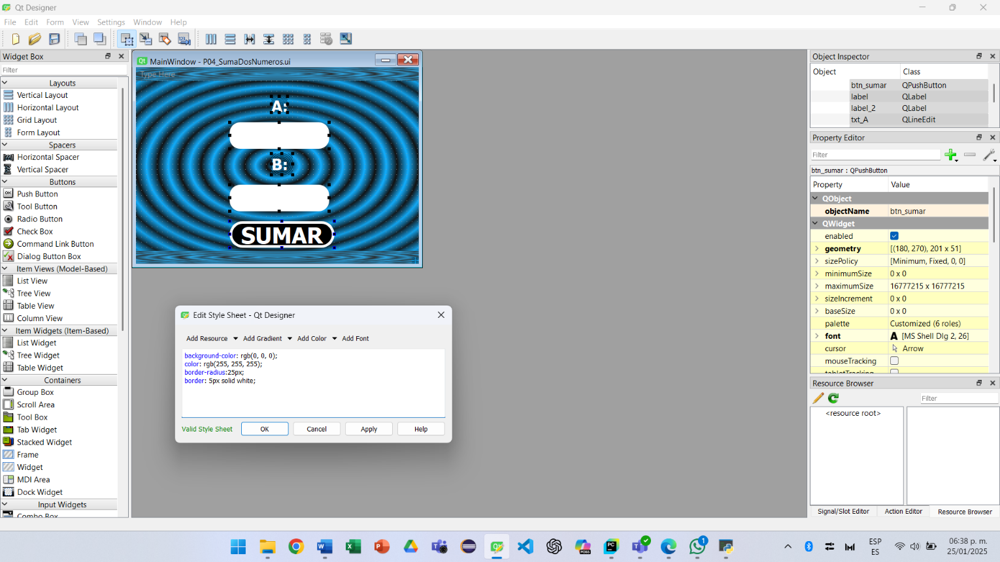 Qt Designer
File Edit Form View Settings Window Help
Widget Box
Filter
Layouts
Vertical Layout
Horizontal Layout
Grid Layout
Form Layout
Spacers
Horizontal Spacer
Vertical Spacer
Buttons
Push Button
Tool Button
Radio Button
Check Box
Command Link Button
Dialog Button Box
Item Views (Model-Based)
List View
Tree View
Table View
Column View
Item Widgets (Item-Based)
List Widget
Tree Widget
Table Widget
Containers
Group Box
Scroll Area
Tool Box
Tab Widget
Stacked Widget
Frame
Widget
MDI Area
Dock Widget
Input Widgets
Combo Box
MainWindow - P04_SumaDosNumeros.ui
Type Here
A:
B:
SUMAR
Edit Style Sheet - Qt Designer
Add Resource Add Gradient Add Color Add Font
background-color: rgb(0, 0, 0);
color: rgb(255, 255, 255);
border-radius:25px;
border: 5px solid white;
Valid Style Sheet OK Cancel Apply Help
Object Inspector
Object Class
btn_sumar QPushButton
label QLabel
label_2 QLabel
txt_A QLineEdit
Property Editor
Filter
btn_sumar : QPushButton
Property Value
QObject
objectName btn_sumar
QWidget
enabled
geometry [(180, 270), 201 x 51]
sizePolicy [Minimum, Fixed, 0, 0]
minimumSize 0 x 0
maximumSize 16777215 x 16777215
sizeIncrement 0 x 0
baseSize 0 x 0
palette Customized (6 roles)
font A [MS Shell Dlg 2, 26]
cursor Arrow
mouseTracking
tabletTracking
Resource Browser
Filter
<resource root>
Signal/Slot Editor Action Editor Resource Browser
ESP
ES
06:38 p. m.
25/01/2025